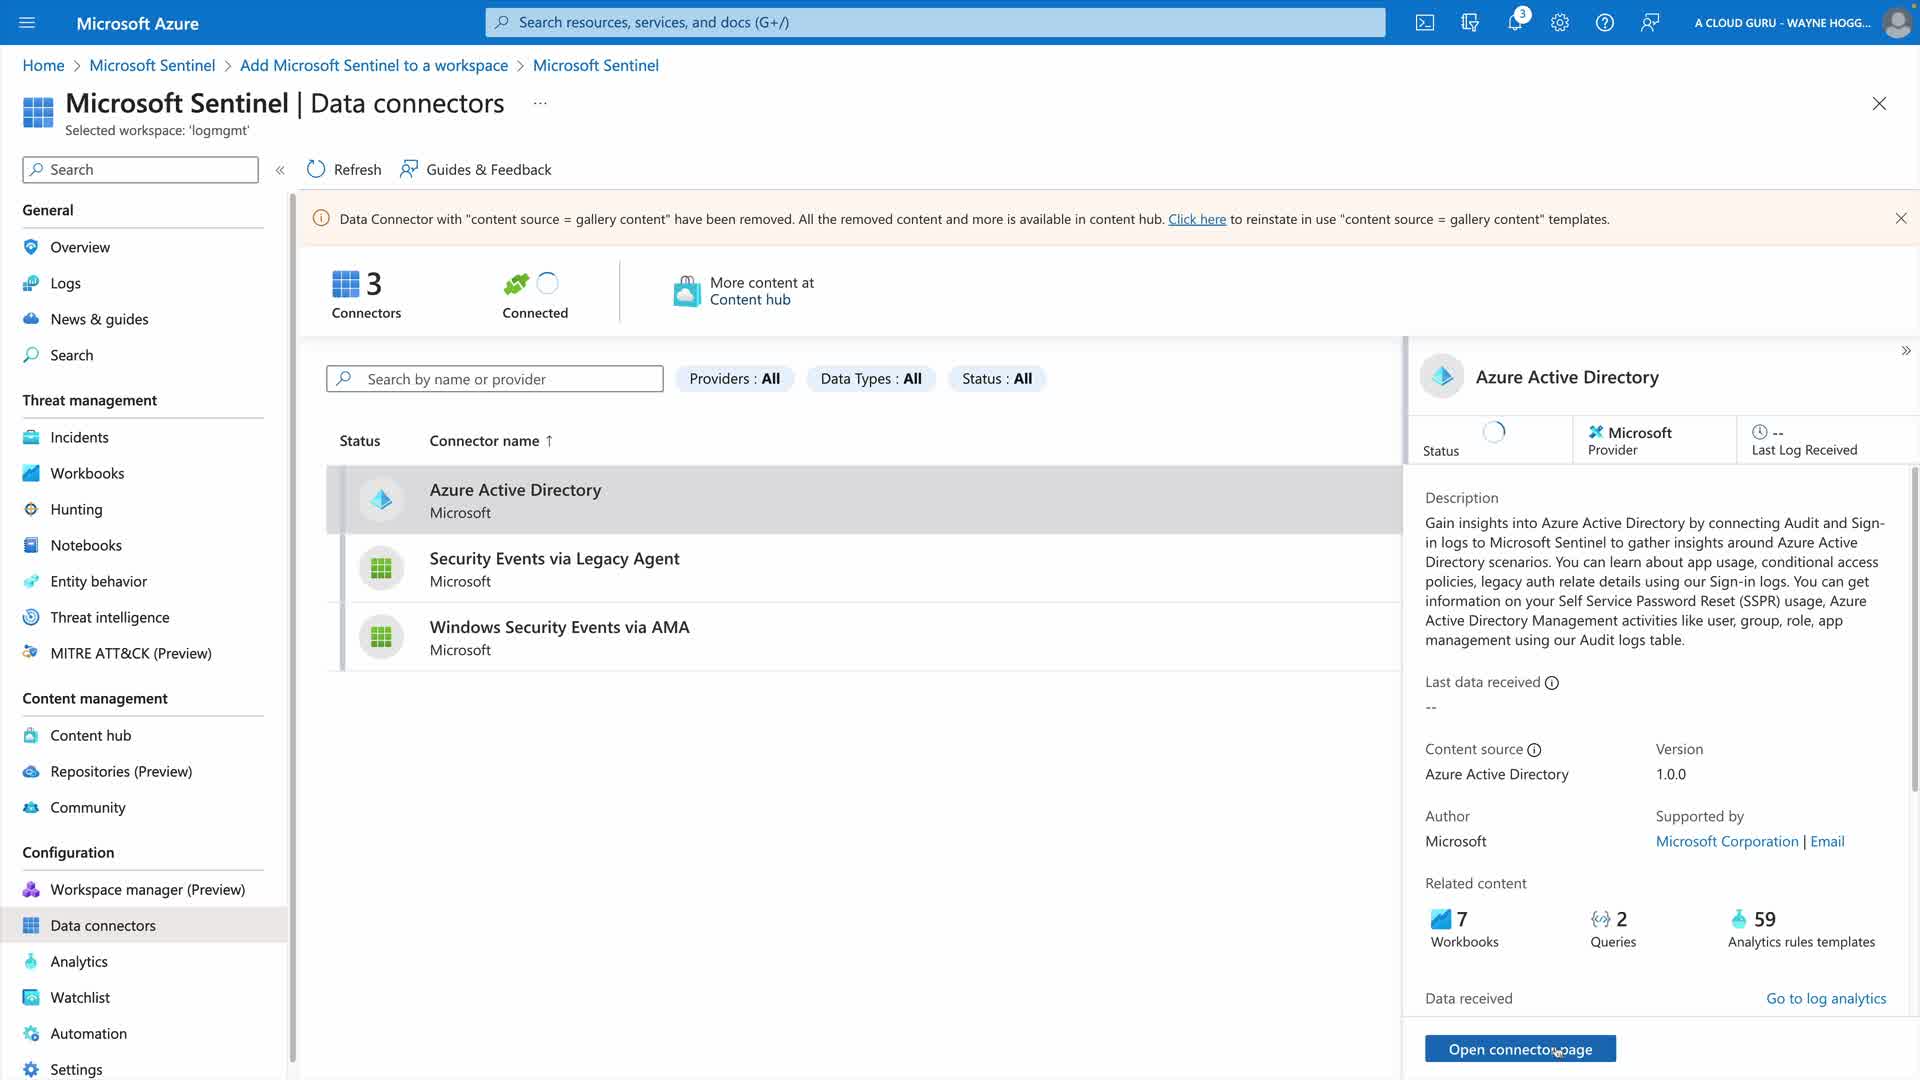 Microsoft Azure
Search resources, services, and docs (G+/)
3
A CLOUD GURU - WAYNE HOGG...
Home > Microsoft Sentinel > Add Microsoft Sentinel to a workspace > Microsoft Sentinel
Microsoft Sentinel | Data connectors ...
Selected workspace: 'logmgmt'
Search
Refresh
Guides & Feedback
Data Connector with "content source = gallery content" have been removed. All the removed content and more is available in content hub. Click here to reinstate in use "content source = gallery content" templates.
General
Overview
Logs
News & guides
Search
Threat management
Incidents
Workbooks
Hunting
Notebooks
Entity behavior
Threat intelligence
MITRE ATT&CK (Preview)
Content management
Content hub
Repositories (Preview)
Community
Configuration
Workspace manager (Preview)
Data connectors
Analytics
Watchlist
Automation
Settings
3
Connectors
Connected
More content at
Content hub
Search by name or provider
Providers : All
Data Types : All
Status : All
Status
Connector name ↑
Azure Active Directory
Microsoft
Security Events via Legacy Agent
Microsoft
Windows Security Events via AMA
Microsoft
Azure Active Directory
Status
Microsoft
Provider
--
Last Log Received
Description
Gain insights into Azure Active Directory by connecting Audit and Sign-
in logs to Microsoft Sentinel to gather insights around Azure Active
Directory scenarios. You can learn about app usage, conditional access
policies, legacy auth relate details using our Sign-in logs. You can get
information on your Self Service Password Reset (SSPR) usage, Azure
Active Directory Management activities like user, group, role, app
management using our Audit logs table.
Last data received
--
Content source
Version
Azure Active Directory
1.0.0
Author
Supported by
Microsoft
Microsoft Corporation | Email
Related content
7
Workbooks
2
Queries
59
Analytics rules templates
Data received
Go to log analytics
Open connector page